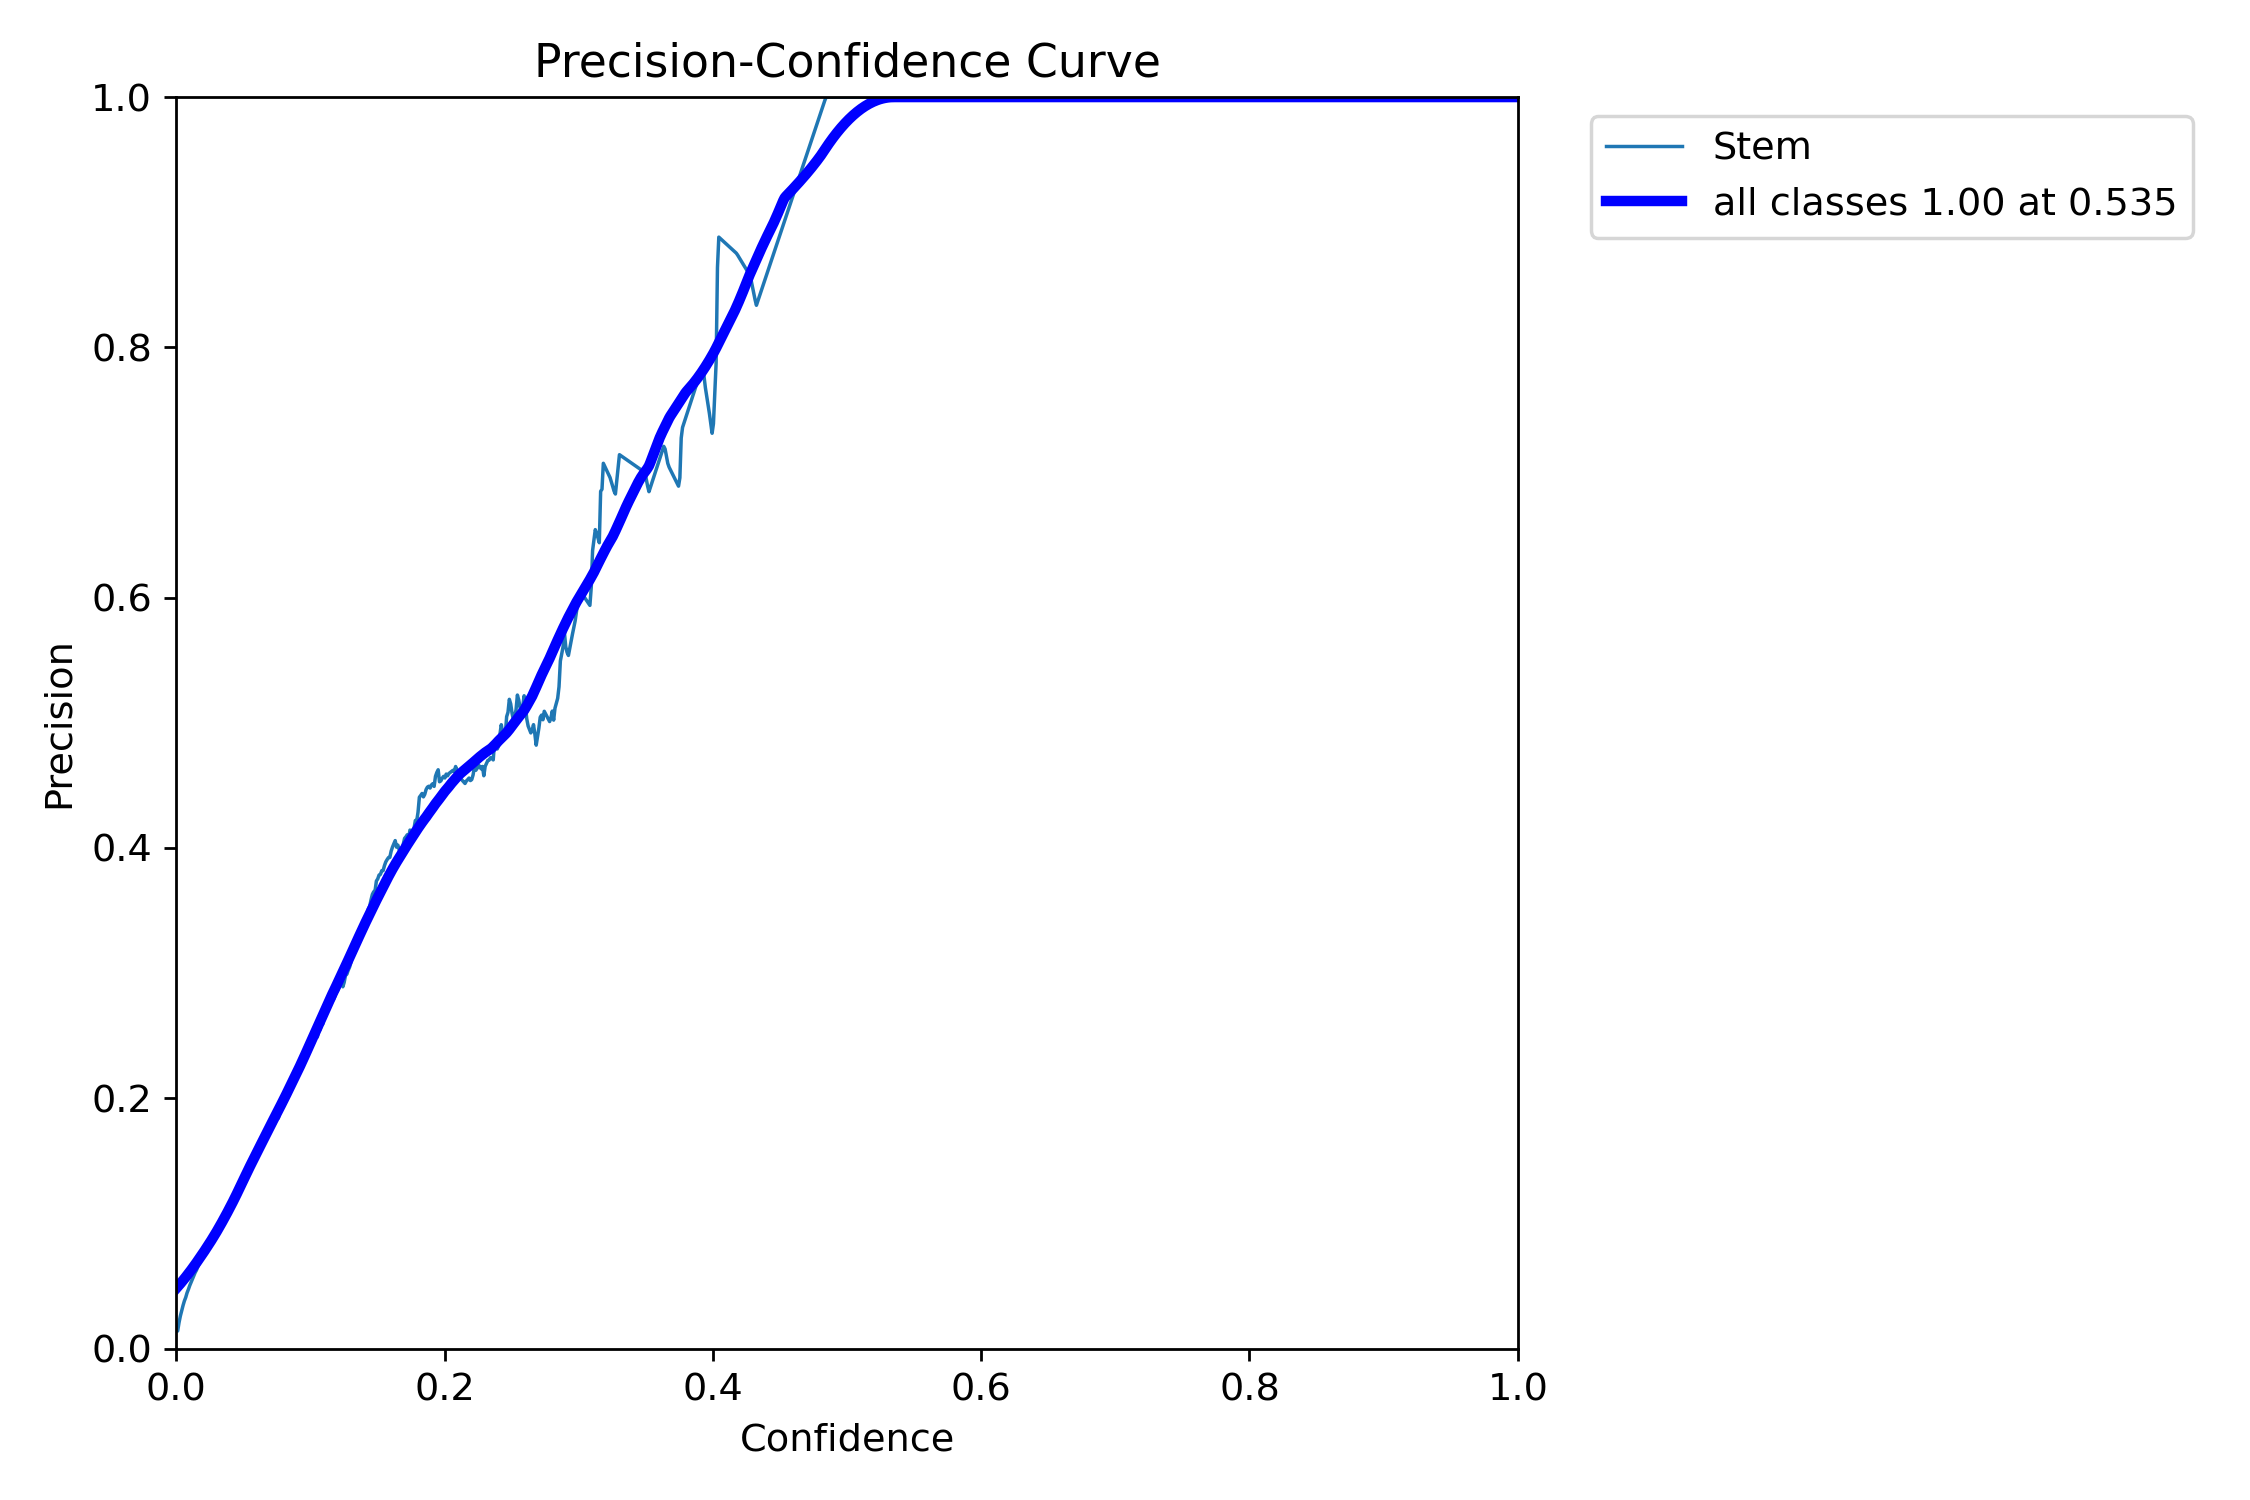 Precision-Confidence Curve
1.0
0.8
0.6
0.4
0.2
0.0
Precision
0.0 0.2 0.4 0.6 0.8 1.0
Confidence
Stem
all classes 1.00 at 0.535